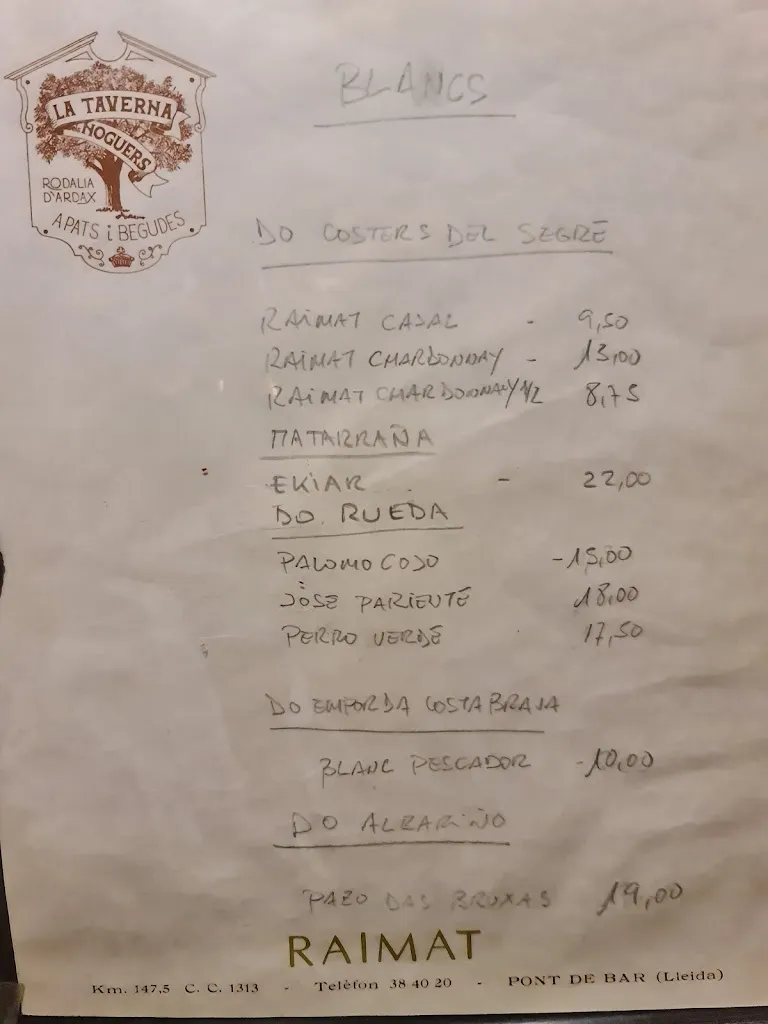 LA TAVERNA
NOGUERS
RODALIA
D'ARDAX
APATS i BEGUDES
BLANCS
DO COSTERS DEL SEGRE
RAIMAT CASAL - 9,50
RAIMAT CHARDONNAY - 13,00
RAIMAT CHARDONNAY 1/2 8,75
MATARRAÑA
EKIAR - 22,00
DO. RUEDA
PALOMO COJO - 15,00
JOSE PARIENTE 18,00
PERRO VERDE 17,50
DO EMPORDA COSTA BRAVA
BLANC PESCADOR - 10,00
DO ALBARIÑO
PAZO DAS BRUXAS 19,00
RAIMAT
Km. 147,5 C. C. 1313 - Telèfon 38 40 20 - PONT DE BAR (Lleida)